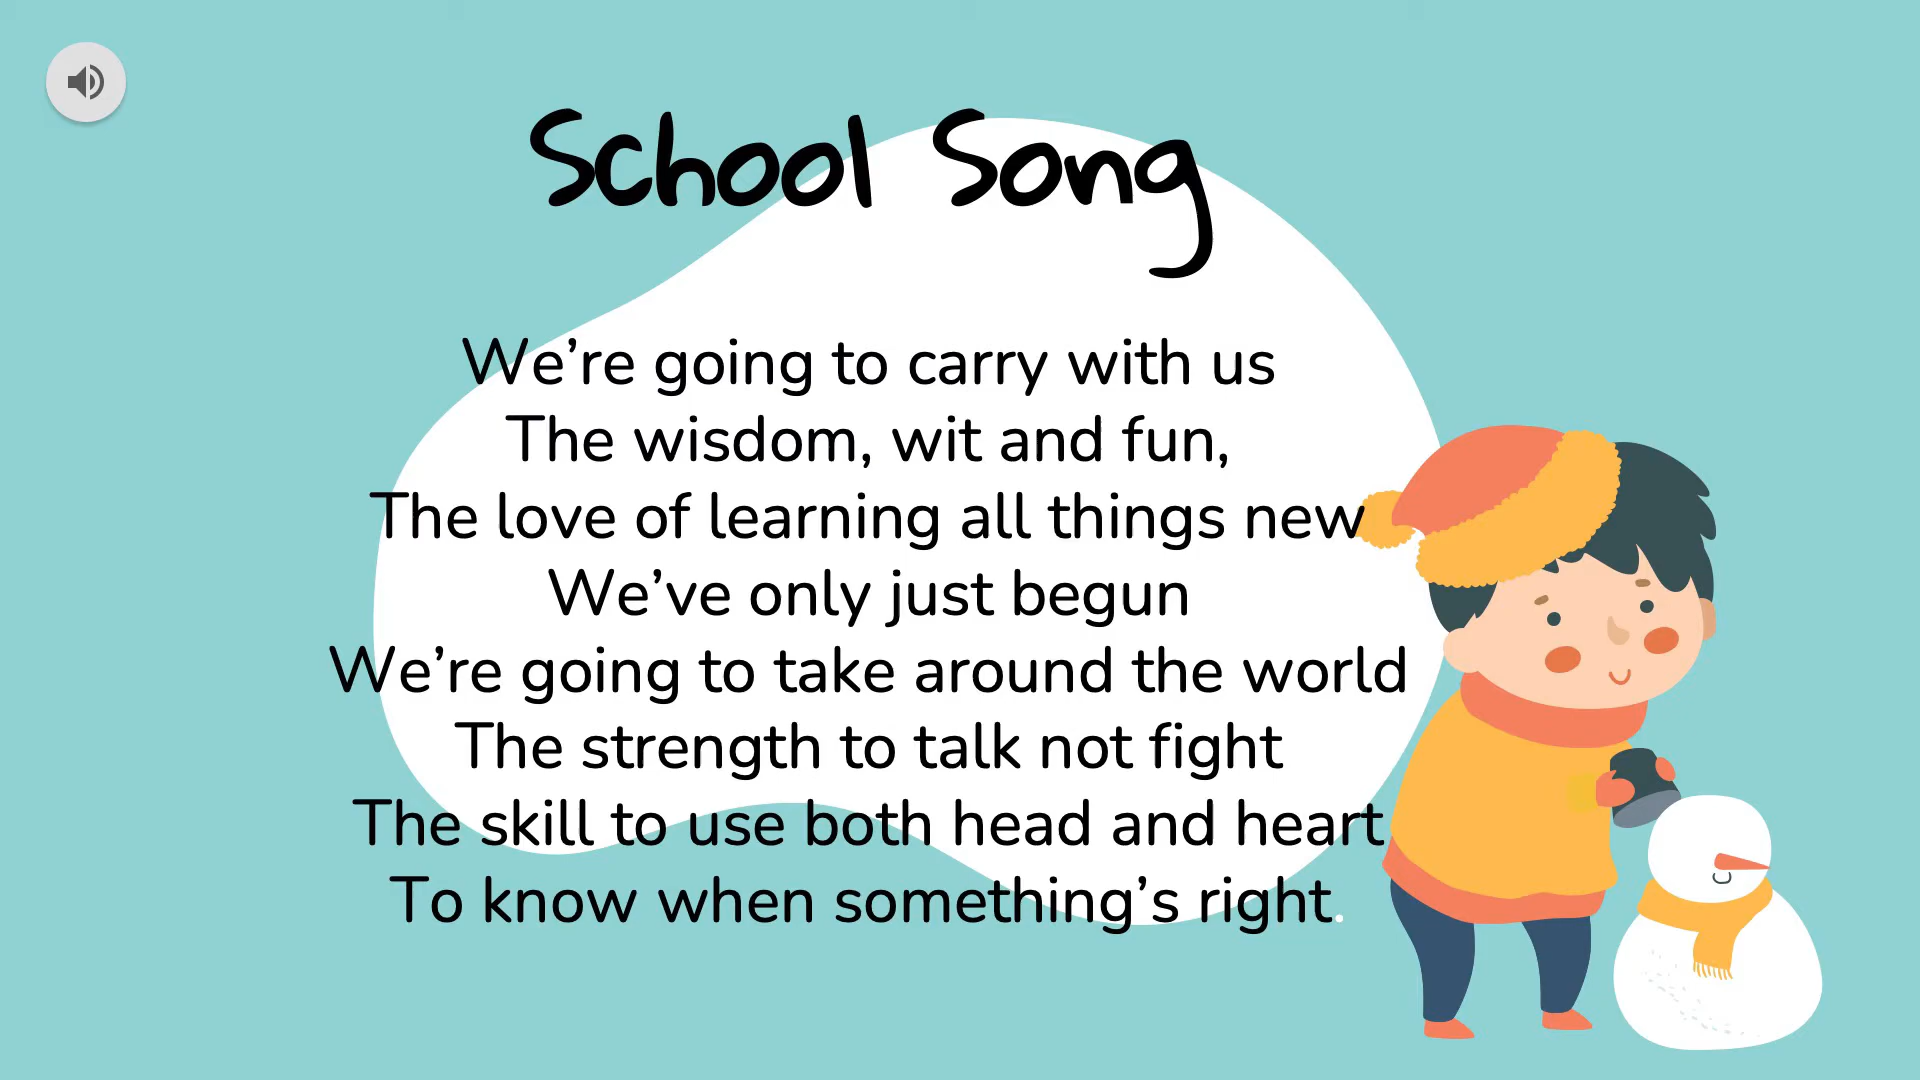 School Song
We’re going to carry with us
The wisdom, wit and fun,
The love of learning all things new
We’ve only just begun
We’re going to take around the world
The strength to talk not fight
The skill to use both head and heart
To know when something’s right.